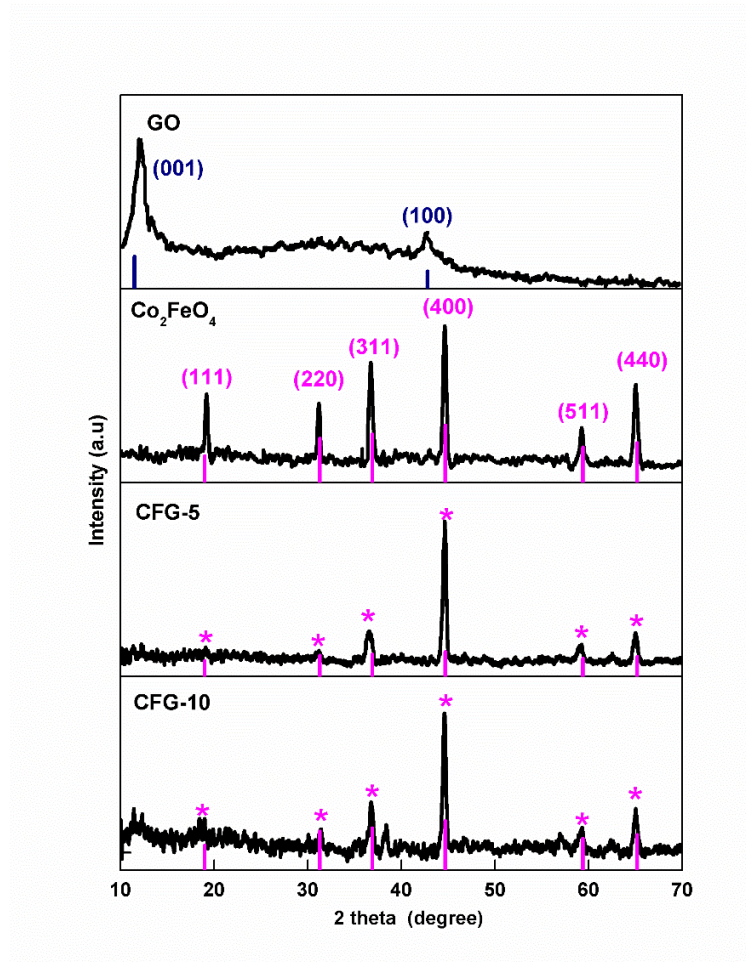 GO
(001)
(100)
Co₂FeO₄
(111)
(220)
(311)
(400)
(511)
(440)
CFG-5
* * * * * *
CFG-10
* * * * * *
Intensity (a.u)
10 20 30 40 50 60 70
2 theta (degree)